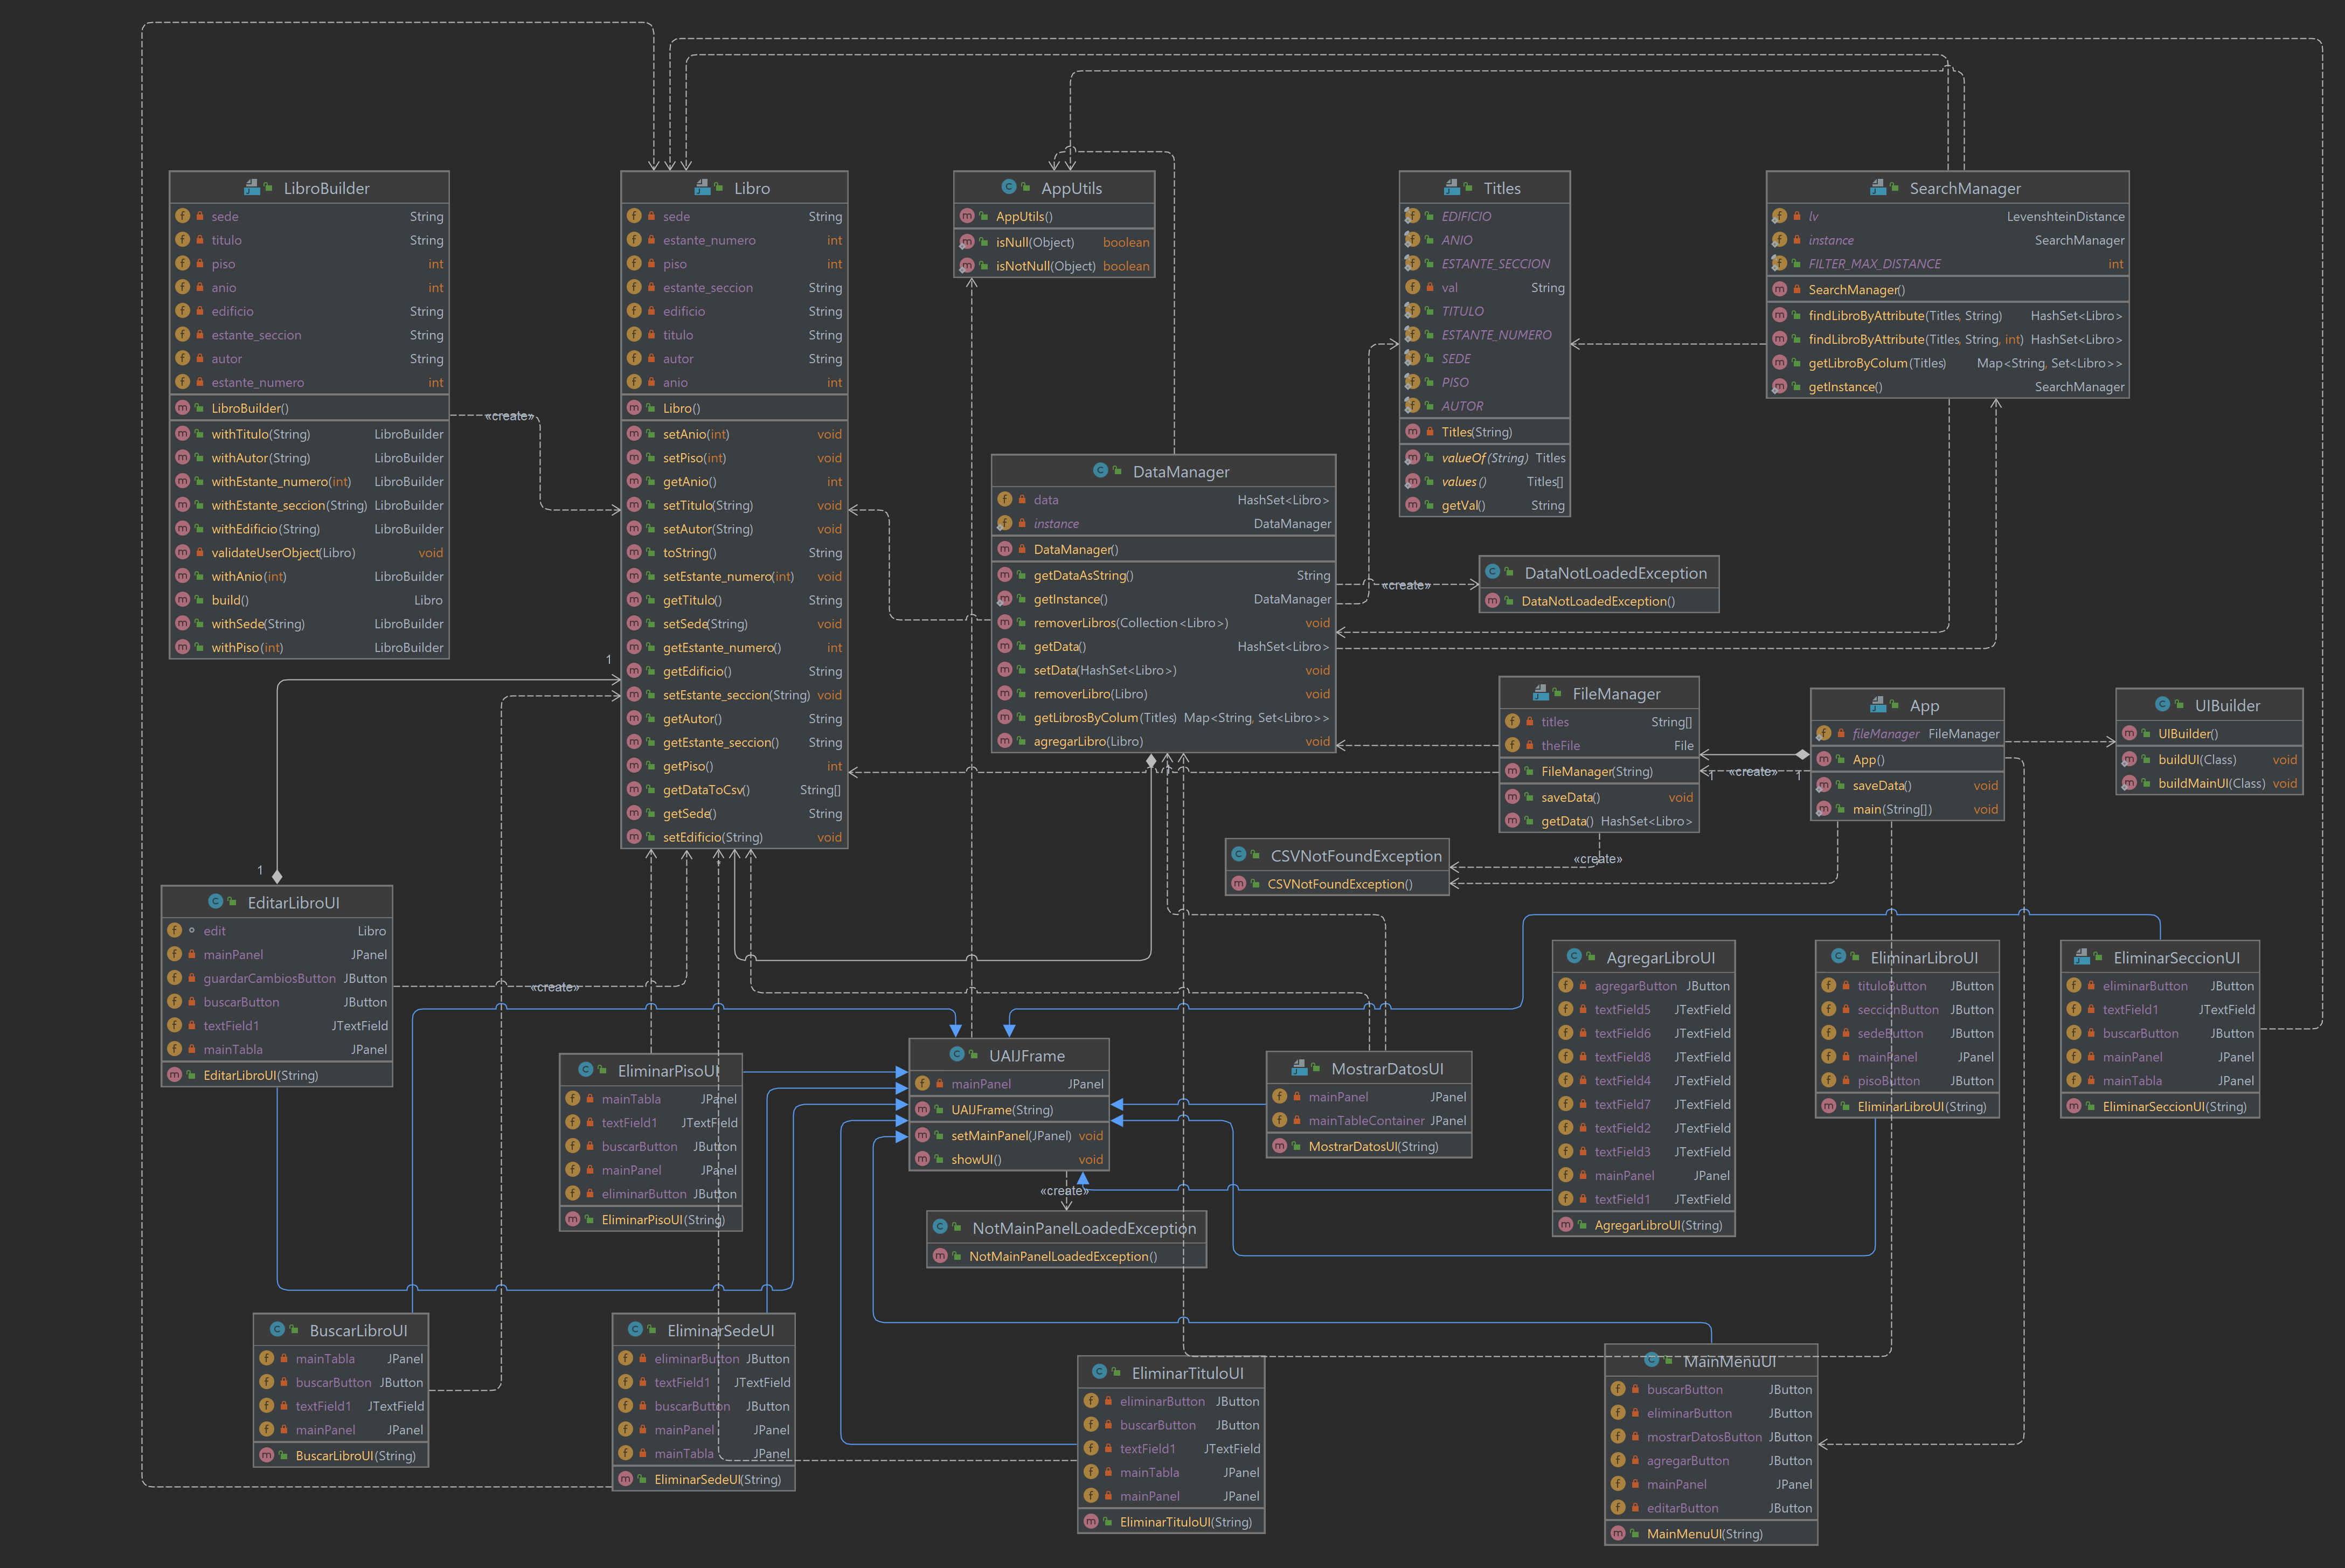 LibroBuilder
sede String
titulo String
piso int
anio int
edificio String
estante_seccion String
autor String
estante_numero int
LibroBuilder()
withTitulo(String) LibroBuilder
withAutor(String) LibroBuilder
withEstante_numero(int) LibroBuilder
withEstante_seccion(String) LibroBuilder
withEdificio(String) LibroBuilder
validateUserObject(Libro) void
withAnio(int) LibroBuilder
build() Libro
withSede(String) LibroBuilder
withPiso(int) LibroBuilder
«create»
Libro
sede String
estante_numero int
piso int
estante_seccion String
edificio String
titulo String
autor String
anio int
Libro()
setAnio(int) void
setPiso(int) void
getAnio() int
setTitulo(String) void
setAutor(String) void
toString() String
setEstante_numero(int) void
getTitulo() String
setSede(String) void
getEstante_numero() int
getEdificio() String
setEstante_seccion(String) void
getAutor() String
getEstante_seccion() String
getPiso() int
getDataToCsv() String[]
getSede() String
setEdificio(String) void
AppUtils
AppUtils()
isNull(Object) boolean
isNotNull(Object) boolean
Titles
EDIFICIO
ANIO
ESTANTE_SECCION
val String
TITULO
ESTANTE_NUMERO
SEDE
PISO
AUTOR
Titles(String)
valueOf(String) Titles
values() Titles[]
getVal() String
SearchManager
lv LevenshteinDistance
instance SearchManager
FILTER_MAX_DISTANCE int
SearchManager()
findLibroByAttribute(Titles, String) HashSet<Libro>
findLibroByAttribute(Titles, String, int) HashSet<Libro>
getLibroByColum(Titles) Map<String, Set<Libro>>
getInstance() SearchManager
DataManager
data HashSet<Libro>
instance DataManager
DataManager()
getDataAsString() String
getInstance() DataManager
removerLibros(Collection<Libro>) void
getData() HashSet<Libro>
setData(HashSet<Libro>) void
removerLibro(Libro) void
getLibrosByColum(Titles) Map<String, Set<Libro>>
agregarLibro(Libro) void
«create»
DataNotLoadedException
DataNotLoadedException()
FileManager
titles String[]
theFile File
FileManager(String)
saveData() void
getData() HashSet<Libro>
1 «create» 1
App
fileManager FileManager
App()
saveData() void
main(String[]) void
UIBuilder
UIBuilder()
buildUI(Class) void
buildMainUI(Class) void
«create»
CSVNotFoundException
CSVNotFoundException()
1
1
EditarLibroUI
edit Libro
mainPanel JPanel
guardarCambiosButton JButton
buscarButton JButton
textField1 JTextField
mainTabla JPanel
EditarLibroUI(String)
«create»
EliminarPisoUI
mainTabla JPanel
textField1 JTextField
buscarButton JButton
mainPanel JPanel
eliminarButton JButton
EliminarPisoUI(String)
UAIJFrame
mainPanel JPanel
UAIJFrame(String)
setMainPanel(JPanel) void
showUI() void
«create»
NotMainPanelLoadedException
NotMainPanelLoadedException()
MostrarDatosUI
mainPanel JPanel
mainTableContainer JPanel
MostrarDatosUI(String)
AgregarLibroUI
agregarButton JButton
textField5 JTextField
textField6 JTextField
textField8 JTextField
textField4 JTextField
textField7 JTextField
textField2 JTextField
textField3 JTextField
mainPanel JPanel
textField1 JTextField
AgregarLibroUI(String)
EliminarLibroUI
tituloButton JButton
seccionButton JButton
sedeButton JButton
mainPanel JPanel
pisoButton JButton
EliminarLibroUI(String)
EliminarSeccionUI
eliminarButton JButton
textField1 JTextField
buscarButton JButton
mainPanel JPanel
mainTabla JPanel
EliminarSeccionUI(String)
BuscarLibroUI
mainTabla JPanel
buscarButton JButton
textField1 JTextField
mainPanel JPanel
BuscarLibroUI(String)
EliminarSedeUI
eliminarButton JButton
textField1 JTextField
buscarButton JButton
mainPanel JPanel
mainTabla JPanel
EliminarSedeUI(String)
EliminarTituloUI
eliminarButton JButton
buscarButton JButton
textField1 JTextField
mainTabla JPanel
mainPanel JPanel
EliminarTituloUI(String)
MainMenuUI
buscarButton JButton
eliminarButton JButton
mostrarDatosButton JButton
agregarButton JButton
mainPanel JPanel
editarButton JButton
MainMenuUI(String)